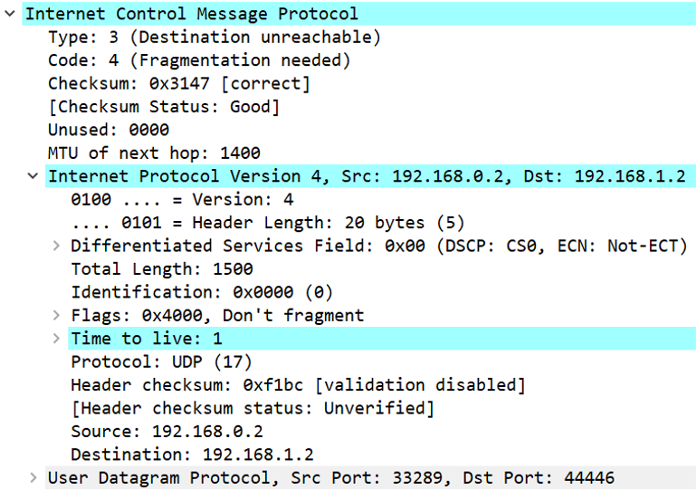 Internet Control Message Protocol
Type: 3 (Destination unreachable)
Code: 4 (Fragmentation needed)
Checksum: 0x3147 [correct]
[Checksum Status: Good]
Unused: 0000
MTU of next hop: 1400
Internet Protocol Version 4, Src: 192.168.0.2, Dst: 192.168.1.2
0100 .... = Version: 4
.... 0101 = Header Length: 20 bytes (5)
Differentiated Services Field: 0x00 (DSCP: CS0, ECN: Not-ECT)
Total Length: 1500
Identification: 0x0000 (0)
Flags: 0x4000, Don't fragment
Time to live: 1
Protocol: UDP (17)
Header checksum: 0xf1bc [validation disabled]
[Header checksum status: Unverified]
Source: 192.168.0.2
Destination: 192.168.1.2
User Datagram Protocol, Src Port: 33289, Dst Port: 44446